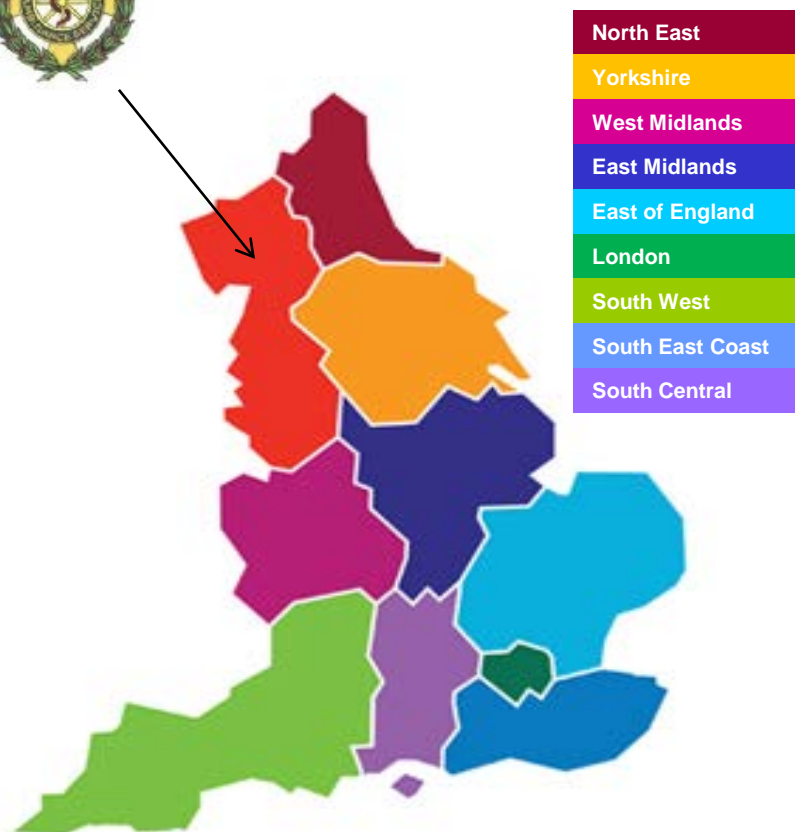 North East
Yorkshire
West Midlands
East Midlands
East of England
London
South West
South East Coast
South Central